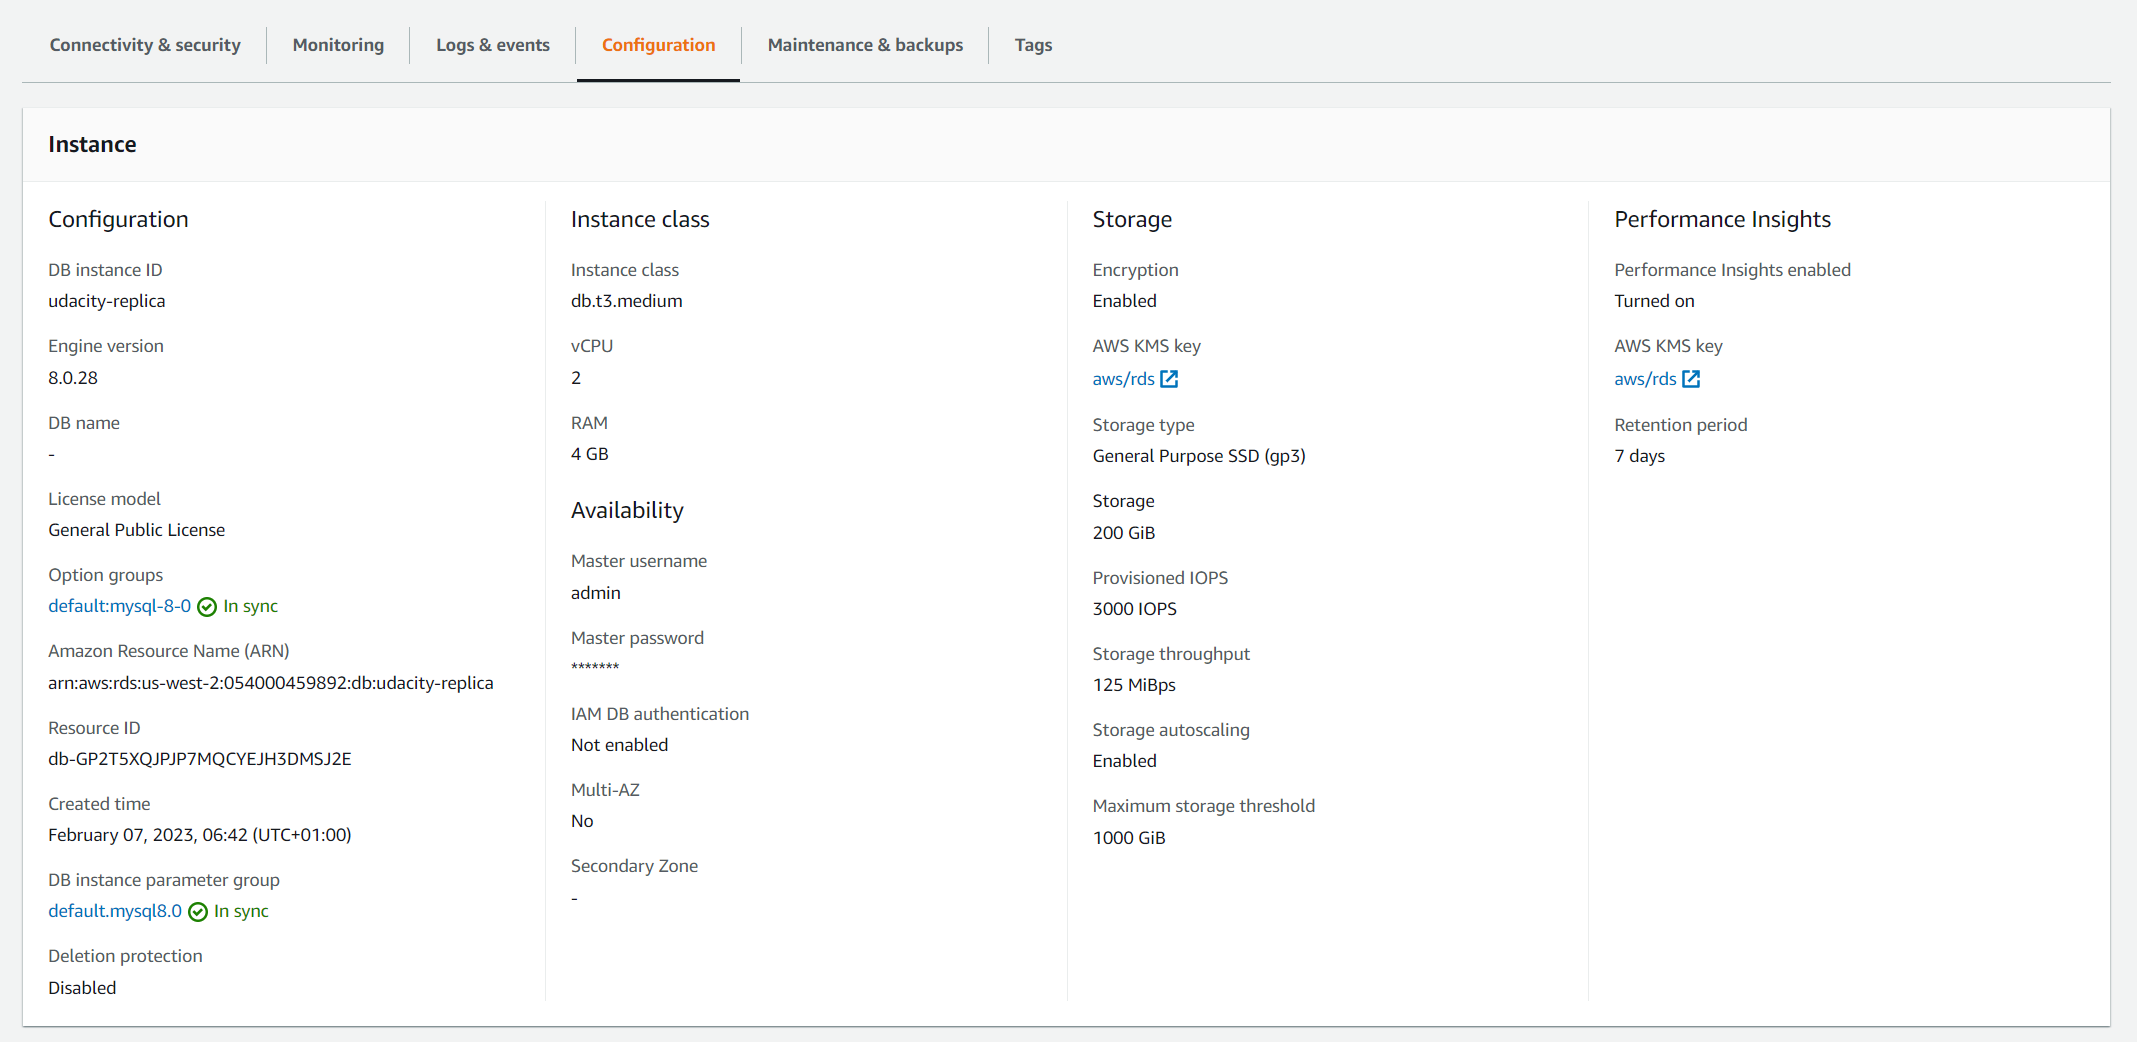 Connectivity & security
Monitoring
Logs & events
Configuration
Maintenance & backups
Tags
Instance
Configuration
DB instance ID
udacity-replica
Engine version
8.0.28
DB name
-
License model
General Public License
Option groups
default:mysql-8-0 In sync
Amazon Resource Name (ARN)
arn:aws:rds:us-west-2:054000459892:db:udacity-replica
Resource ID
db-GP2T5XQJPJP7MQCYEJH3DMSJ2E
Created time
February 07, 2023, 06:42 (UTC+01:00)
DB instance parameter group
default.mysql8.0 In sync
Deletion protection
Disabled
Instance class
Instance class
db.t3.medium
vCPU
2
RAM
4 GB
Availability
Master username
admin
Master password
*******
IAM DB authentication
Not enabled
Multi-AZ
No
Secondary Zone
-
Storage
Encryption
Enabled
AWS KMS key
aws/rds
Storage type
General Purpose SSD (gp3)
Storage
200 GiB
Provisioned IOPS
3000 IOPS
Storage throughput
125 MiBps
Storage autoscaling
Enabled
Maximum storage threshold
1000 GiB
Performance Insights
Performance Insights enabled
Turned on
AWS KMS key
aws/rds
Retention period
7 days